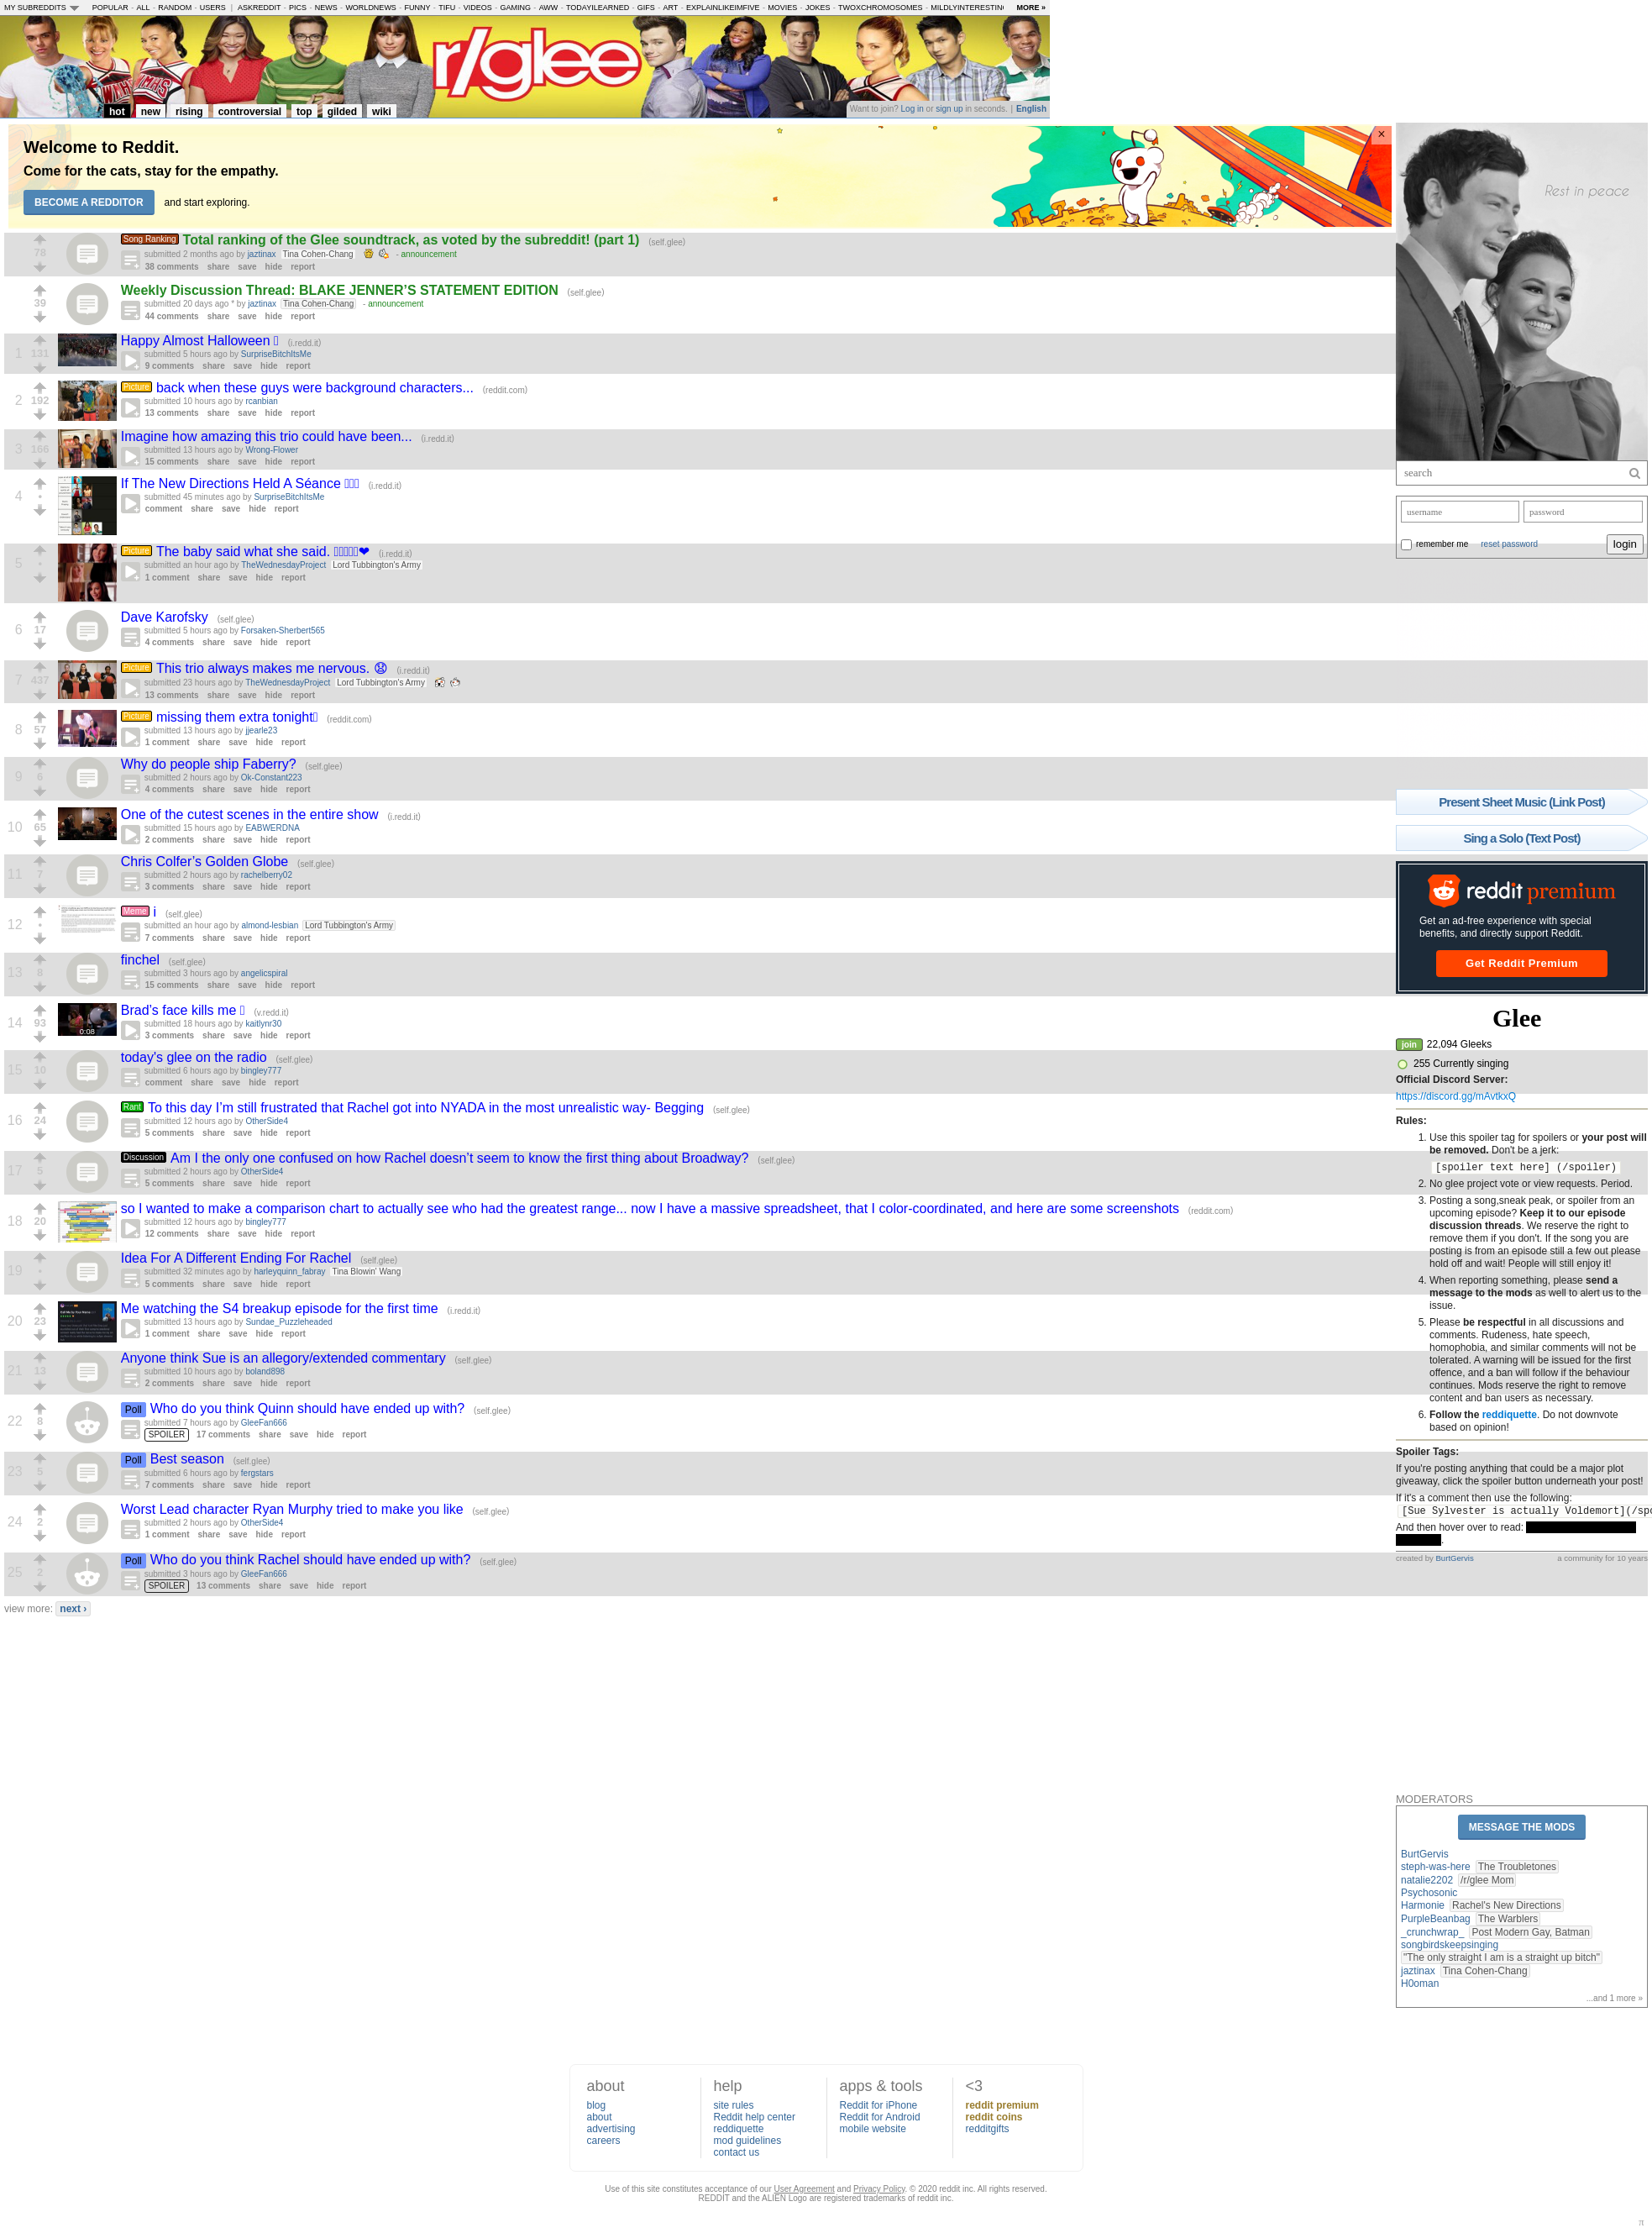 MY SUBREDDITS POPULAR - ALL - RANDOM - USERS | ASKREDDIT - PICS - NEWS - WORLDNEWS - FUNNY - TIFU - VIDEOS - GAMING - AWW - TODAYILEARNED - GIFS - ART - EXPLAINLIKEIMFIVE - MOVIES - JOKES - TWOXCHROMOSOMES - MILDLYINTERESTING MORE »
r/glee
hot new rising controversial top gilded wiki
Want to join? Log in or sign up in seconds. | English
Welcome to Reddit.
Come for the cats, stay for the empathy.
BECOME A REDDITOR and start exploring.
×
Rest in peace
78
Song Ranking Total ranking of the Glee soundtrack, as voted by the subreddit! (part 1) (self.glee)
submitted 2 months ago by jaztinax Tina Cohen-Chang - announcement
38 comments share save hide report
39
Weekly Discussion Thread: BLAKE JENNER’S STATEMENT EDITION (self.glee)
submitted 20 days ago * by jaztinax Tina Cohen-Chang - announcement
44 comments share save hide report
1 131
Happy Almost Halloween (i.redd.it)
submitted 5 hours ago by SurpriseBitchItsMe
9 comments share save hide report
2 192
Picture back when these guys were background characters... (reddit.com)
submitted 10 hours ago by rcanbian
13 comments share save hide report
3 166
Imagine how amazing this trio could have been... (i.redd.it)
submitted 13 hours ago by Wrong-Flower
15 comments share save hide report
4 •
If The New Directions Held A Séance (i.redd.it)
submitted 45 minutes ago by SurpriseBitchItsMe
comment share save hide report
5 •
Picture The baby said what she said. ❤ (i.redd.it)
submitted an hour ago by TheWednesdayProject Lord Tubbington's Army
1 comment share save hide report
6 17
Dave Karofsky (self.glee)
submitted 5 hours ago by Forsaken-Sherbert565
4 comments share save hide report
7 437
Picture This trio always makes me nervous. 😧 (i.redd.it)
submitted 23 hours ago by TheWednesdayProject Lord Tubbington's Army
13 comments share save hide report
8 57
Picture missing them extra tonight (reddit.com)
submitted 13 hours ago by jjearle23
1 comment share save hide report
9 6
Why do people ship Faberry? (self.glee)
submitted 2 hours ago by Ok-Constant223
4 comments share save hide report
10 65
One of the cutest scenes in the entire show (i.redd.it)
submitted 15 hours ago by EABWERDNA
2 comments share save hide report
11 7
Chris Colfer’s Golden Globe (self.glee)
submitted 2 hours ago by rachelberry02
3 comments share save hide report
12 •
Meme i (self.glee)
submitted an hour ago by almond-lesbian Lord Tubbington's Army
7 comments share save hide report
13 8
finchel (self.glee)
submitted 3 hours ago by angelicspiral
15 comments share save hide report
14 93
0:08
Brad's face kills me (v.redd.it)
submitted 18 hours ago by kaitlynr30
3 comments share save hide report
15 10
today's glee on the radio (self.glee)
submitted 6 hours ago by bingley777
comment share save hide report
16 24
Rant To this day I’m still frustrated that Rachel got into NYADA in the most unrealistic way- Begging (self.glee)
submitted 12 hours ago by OtherSide4
5 comments share save hide report
17 5
Discussion Am I the only one confused on how Rachel doesn’t seem to know the first thing about Broadway? (self.glee)
submitted 2 hours ago by OtherSide4
5 comments share save hide report
18 20
so I wanted to make a comparison chart to actually see who had the greatest range... now I have a massive spreadsheet, that I color-coordinated, and here are some screenshots (reddit.com)
submitted 12 hours ago by bingley777
12 comments share save hide report
19 •
Idea For A Different Ending For Rachel (self.glee)
submitted 32 minutes ago by harleyquinn_fabray Tina Blowin' Wang
5 comments share save hide report
20 23
Me watching the S4 breakup episode for the first time (i.redd.it)
submitted 13 hours ago by Sundae_Puzzleheaded
1 comment share save hide report
21 13
Anyone think Sue is an allegory/extended commentary (self.glee)
submitted 10 hours ago by boland898
2 comments share save hide report
22 8
Poll Who do you think Quinn should have ended up with? (self.glee)
submitted 7 hours ago by GleeFan666
SPOILER 17 comments share save hide report
23 5
Poll Best season (self.glee)
submitted 6 hours ago by fergstars
7 comments share save hide report
24 2
Worst Lead character Ryan Murphy tried to make you like (self.glee)
submitted 2 hours ago by OtherSide4
1 comment share save hide report
25 2
Poll Who do you think Rachel should have ended up with? (self.glee)
submitted 3 hours ago by GleeFan666
SPOILER 13 comments share save hide report
view more: next ›
search
username password
remember me reset password login
Present Sheet Music (Link Post)
Sing a Solo (Text Post)
reddit premium
Get an ad-free experience with special
benefits, and directly support Reddit.
Get Reddit Premium
Glee
join 22,094 Gleeks
255 Currently singing
Official Discord Server:
https://discord.gg/mAvtkxQ
Rules:
1. Use this spoiler tag for spoilers or your post will
be removed. Don't be a jerk:
[spoiler text here] (/spoiler)
2. No glee project vote or view requests. Period.
3. Posting a song,sneak peak, or spoiler from an
upcoming episode? Keep it to our episode
discussion threads. We reserve the right to
remove them if you don't. If the song you are
posting is from an episode still a few out please
hold off and wait! People will still enjoy it!
4. When reporting something, please send a
message to the mods as well to alert us to the
issue.
5. Please be respectful in all discussions and
comments. Rudeness, hate speech,
homophobia, and similar comments will not be
tolerated. A warning will be issued for the first
offence, and a ban will follow if the behaviour
continues. Mods reserve the right to remove
content and ban users as necessary.
6. Follow the reddiquette. Do not downvote
based on opinion!
Spoiler Tags:
If you're posting anything that could be a major plot
giveaway, click the spoiler button underneath your post!
If it's a comment then use the following:
[Sue Sylvester is actually Voldemort](/spo
And then hover over to read:
.
created by BurtGervis a community for 10 years
MODERATORS
MESSAGE THE MODS
BurtGervis
steph-was-here The Troubletones
natalie2202 /r/glee Mom
Psychosonic
Harmonie Rachel's New Directions
PurpleBeanbag The Warblers
_crunchwrap_ Post Modern Gay, Batman
songbirdskeepsinging
"The only straight I am is a straight up bitch"
jaztinax Tina Cohen-Chang
H0oman
...and 1 more »
about
blog
about
advertising
careers
help
site rules
Reddit help center
reddiquette
mod guidelines
contact us
apps & tools
Reddit for iPhone
Reddit for Android
mobile website
<3
reddit premium
reddit coins
redditgifts
Use of this site constitutes acceptance of our User Agreement and Privacy Policy. © 2020 reddit inc. All rights reserved.
REDDIT and the ALIEN Logo are registered trademarks of reddit inc.
π